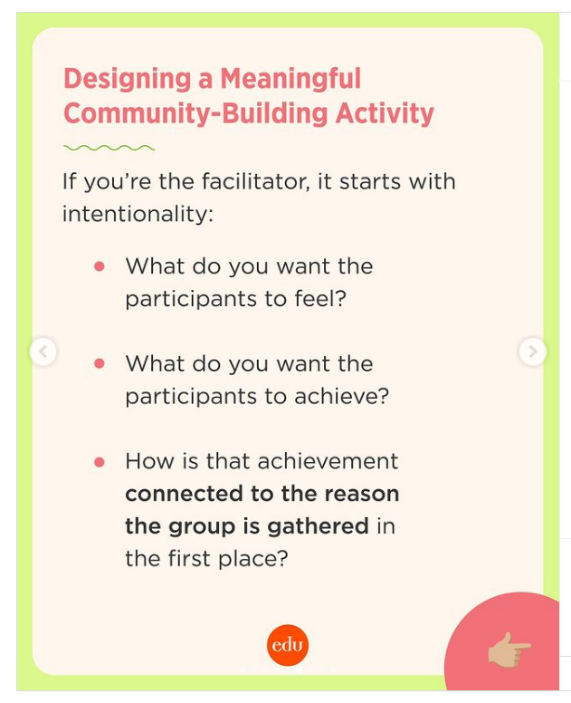 Designing a Meaningful
Community-Building Activity
If you’re the facilitator, it starts with
intentionality:
• What do you want the
participants to feel?
• What do you want the
participants to achieve?
• How is that achievement
connected to the reason
the group is gathered in
the first place?
edu